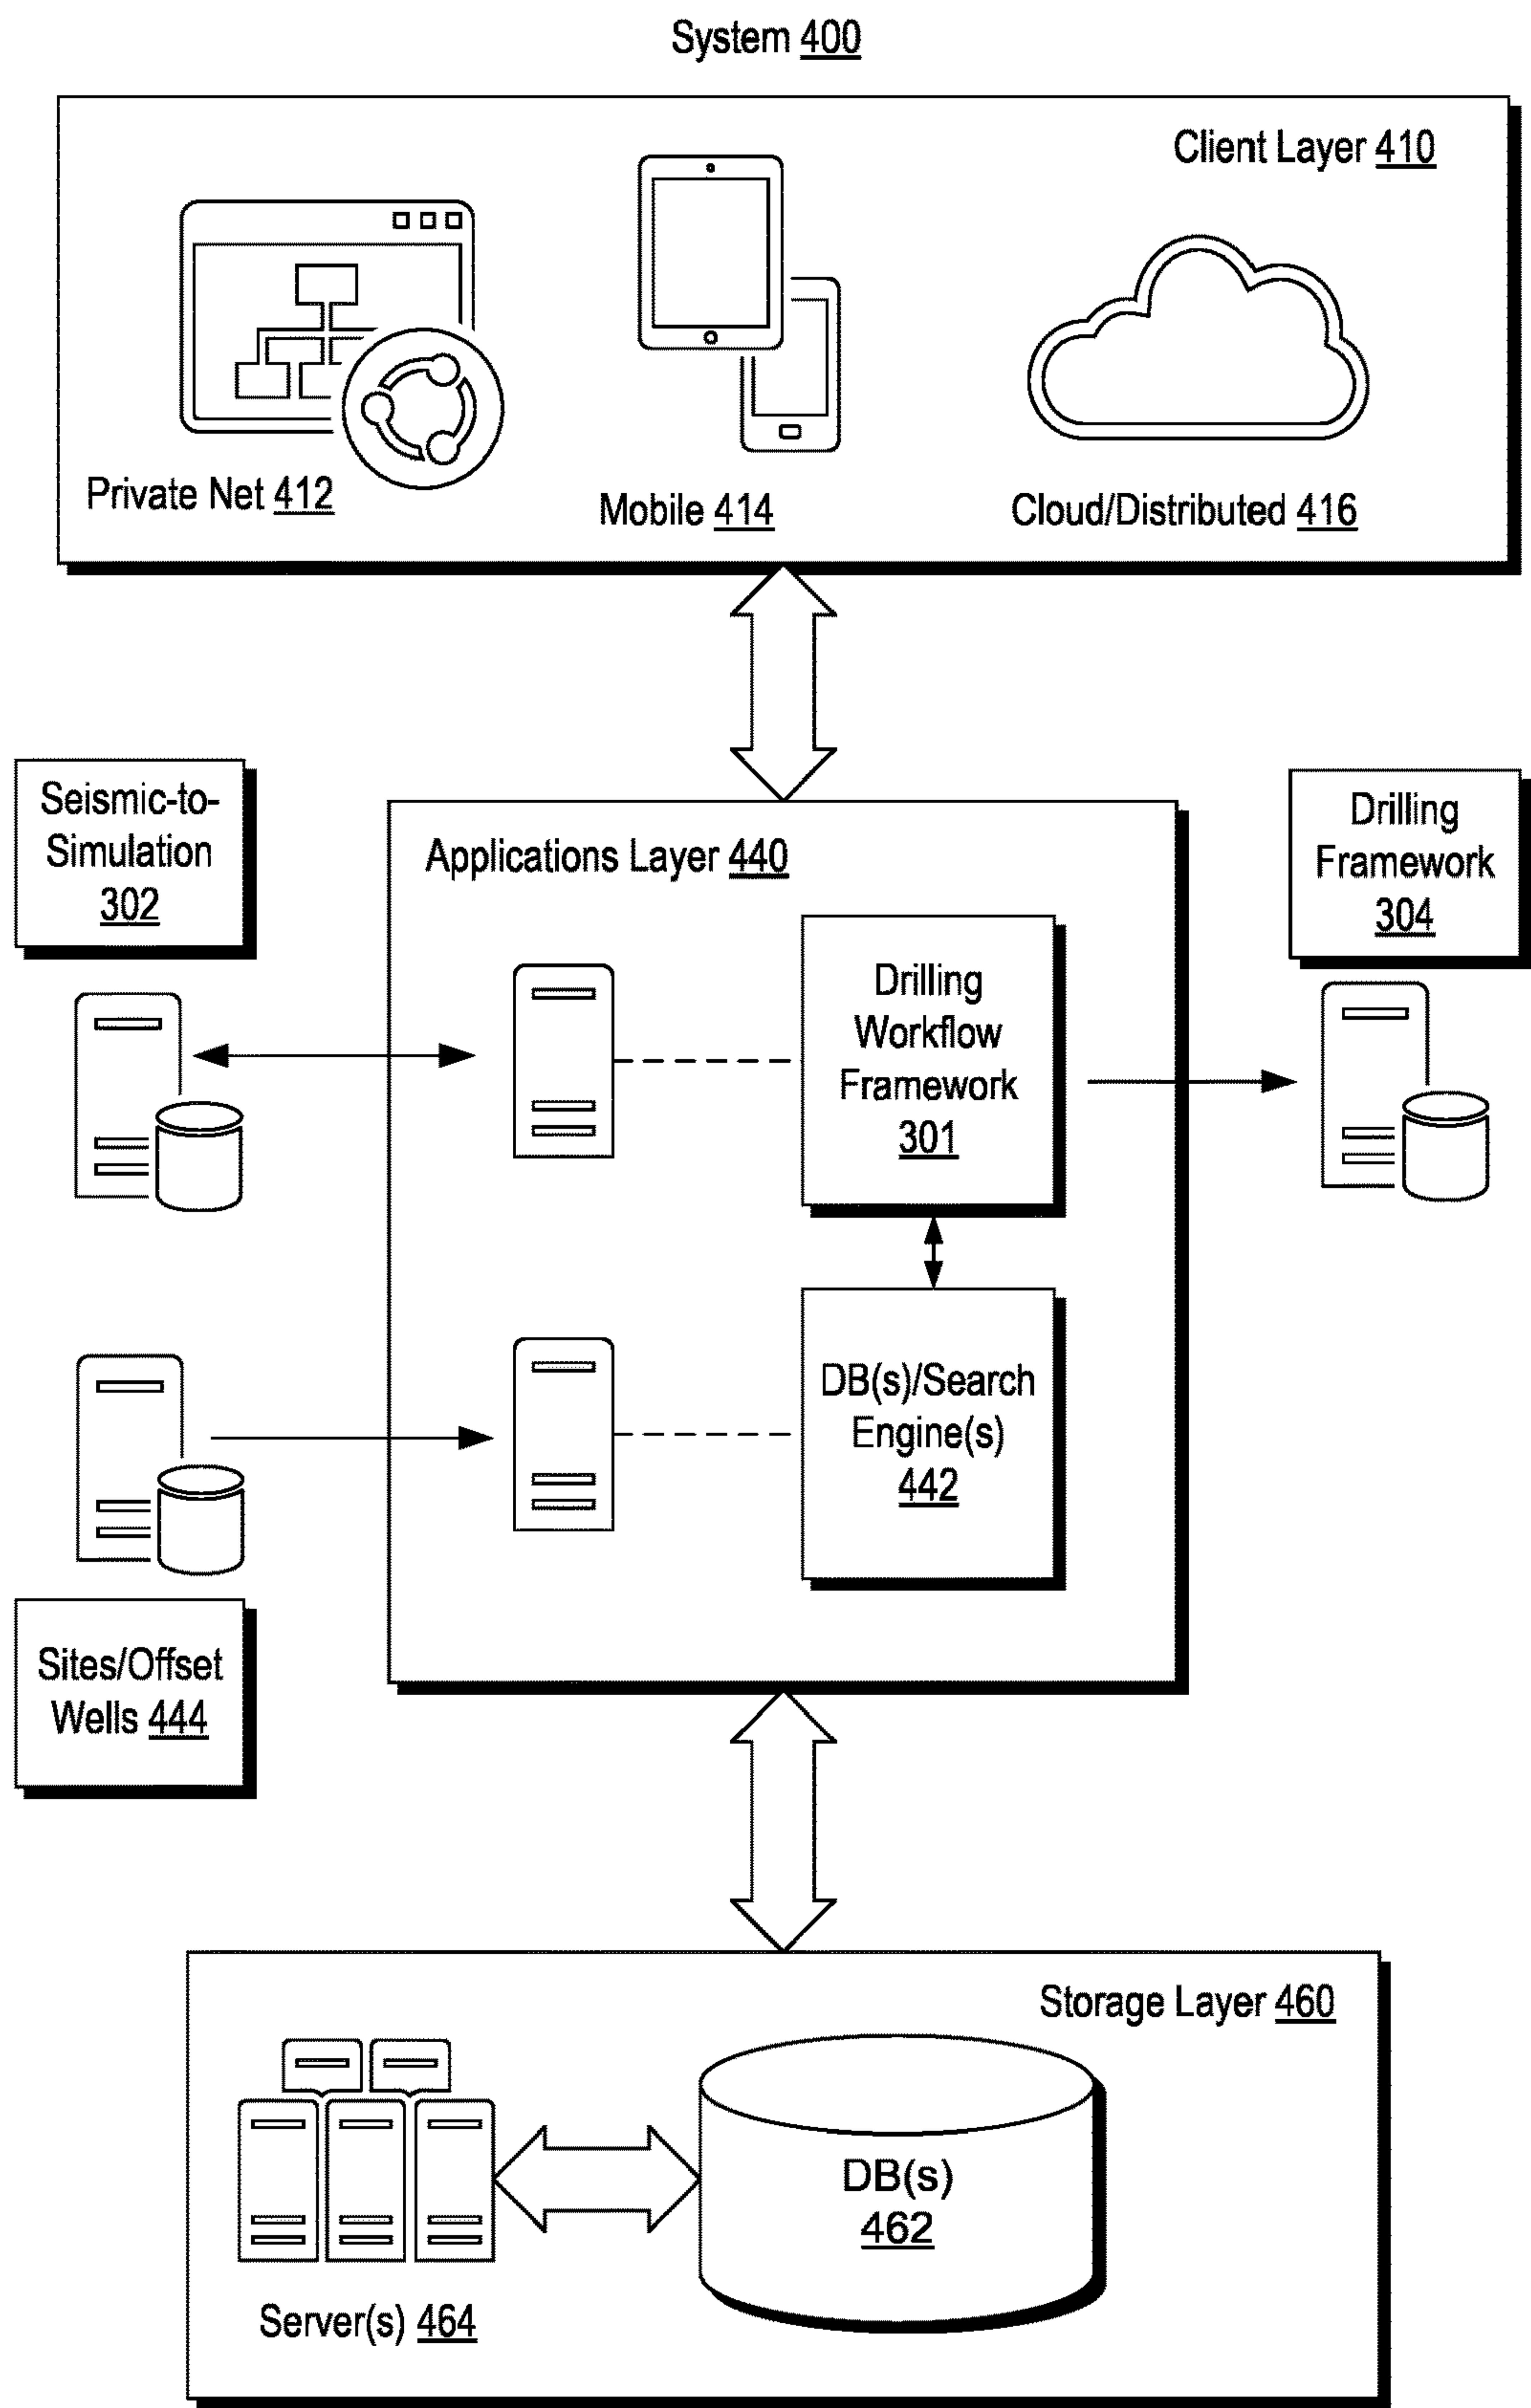 System 400
Client Layer 410
Private Net 412
Mobile 414
Cloud/Distributed 416
Seismic-to-
Simulation
302
Applications Layer 440
Drilling
Framework
304
Drilling
Workflow
Framework
301
DB(s)/Search
Engine(s)
442
Sites/Offset
Wells 444
Storage Layer 460
DB(s)
462
Server(s) 464